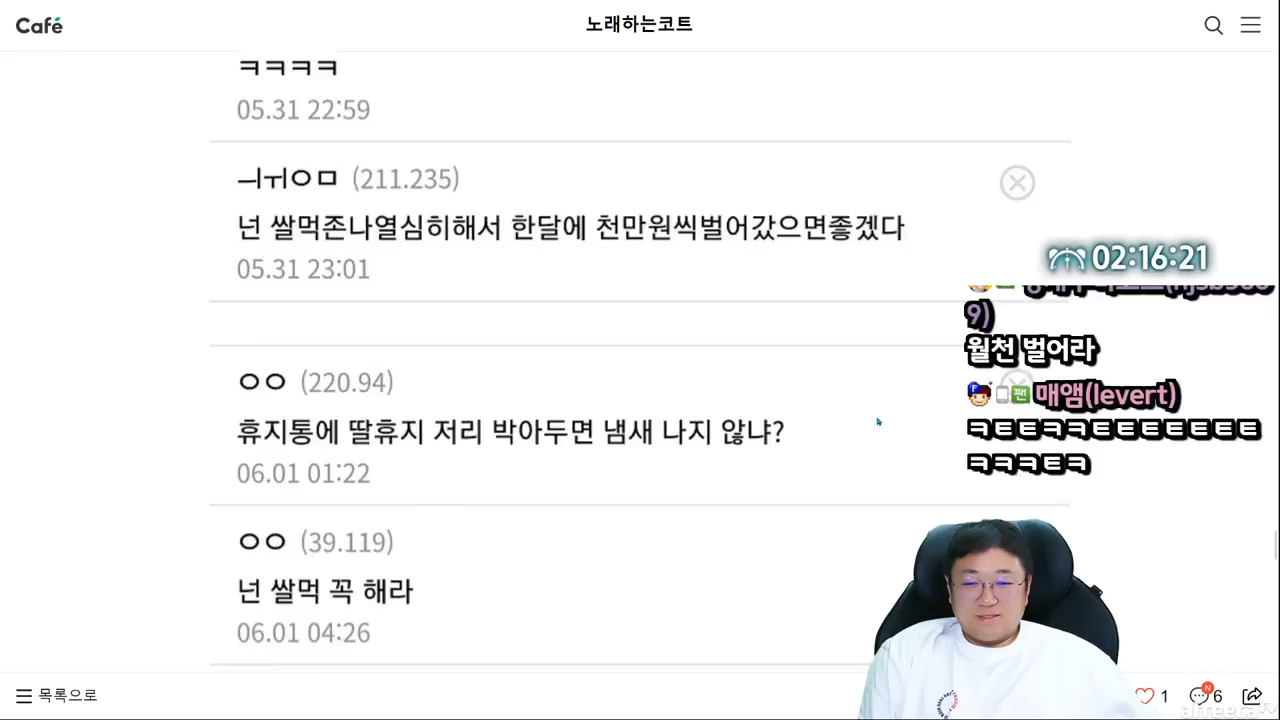 Café
노래하는코트
ㅋㅋㅋㅋ
05.31 22:59
ㅢㅟㅇㅁ (211.235)
넌 쌀먹존나열심히해서 한달에 천만원씩벌어갔으면좋겠다
05.31 23:01
02:16:21
9)
월천 벌어라
ㅇㅇ (220.94)
매앰(levert)
휴지통에 딸휴지 저리 박아두면 냄새 나지 않냐?
ㅋㅌㅌㅋㅋㅌㅌㅌㅌㅌㅌㅌ
ㅋㅋㅋㅌㅋ
06.01 01:22
ㅇㅇ (39.119)
넌 쌀먹 꼭 해라
06.01 04:26
목록으로
1
N
6
afreecaTV